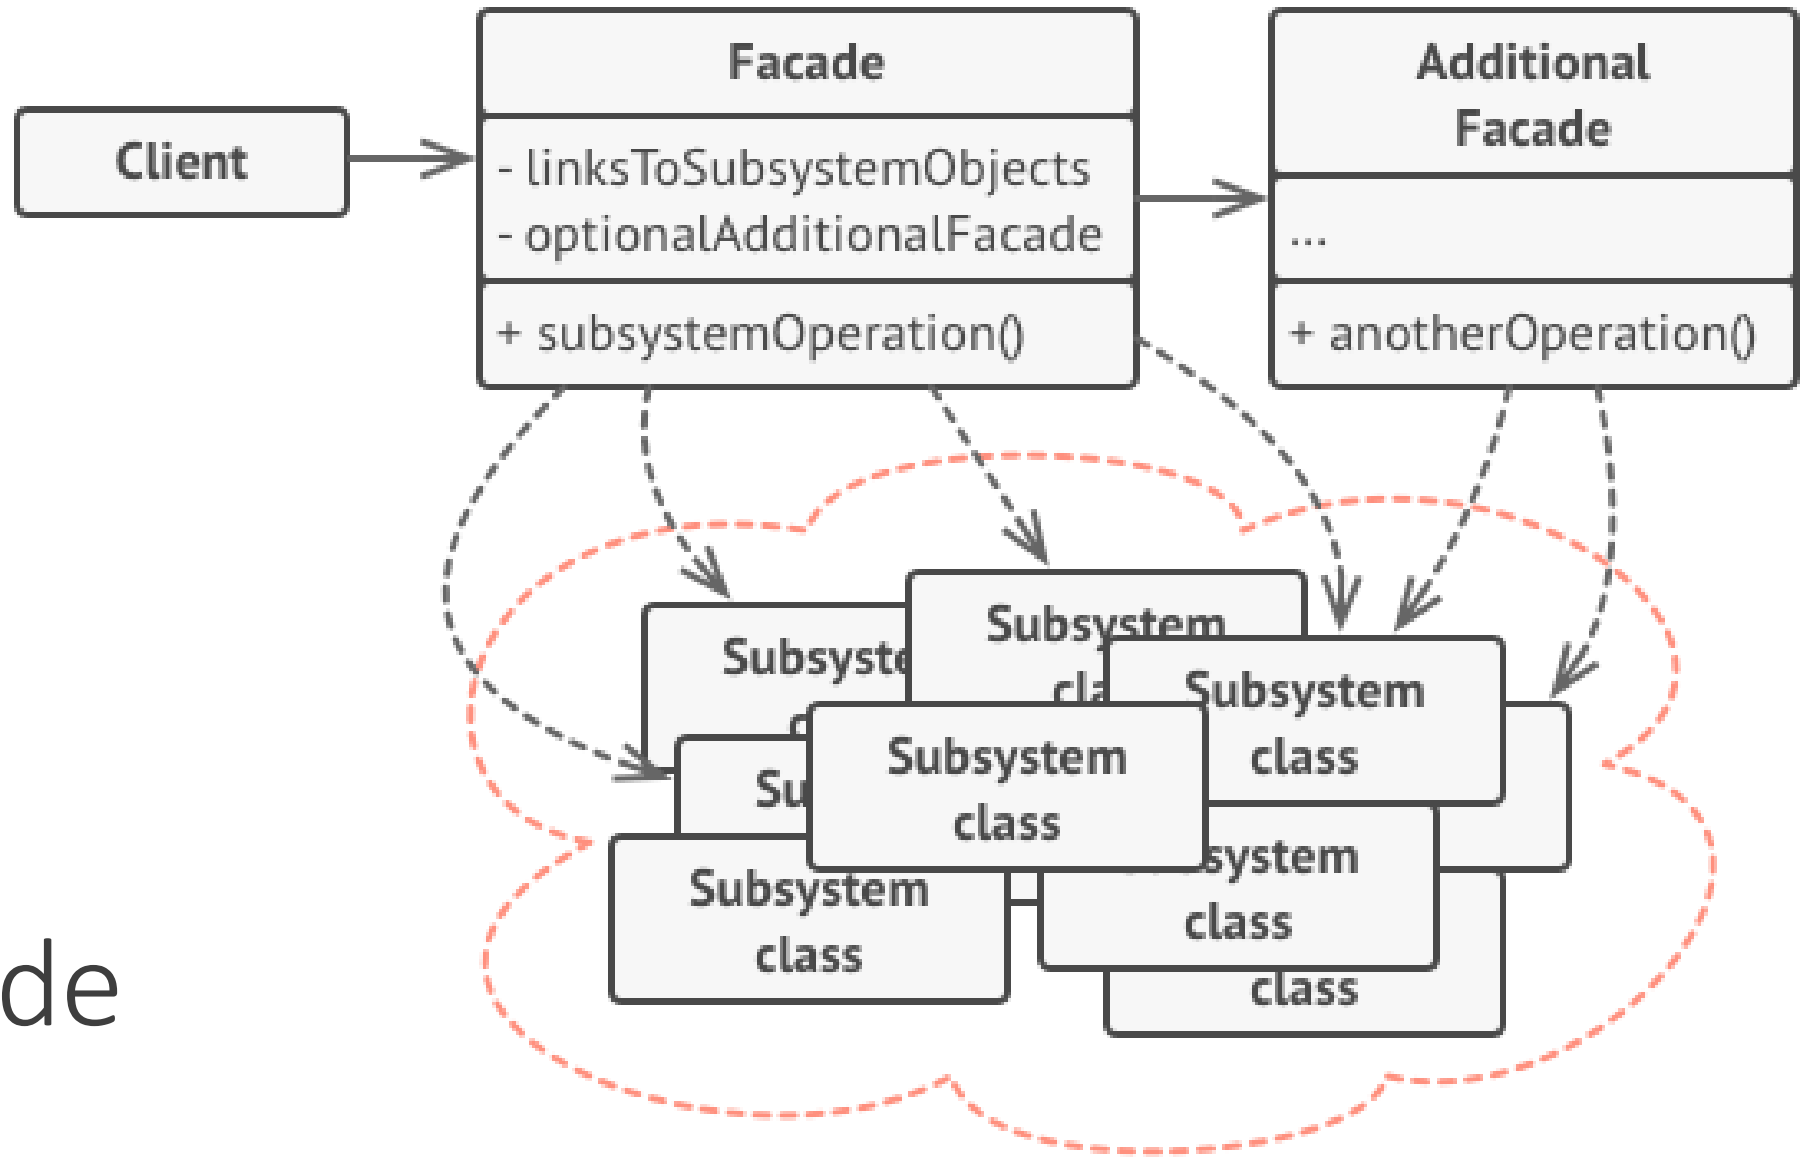 Facade
Additional
Facade
Client
- linksToSubsystemObjects
- optionalAdditionalFacade
...
+ subsystemOperation()
+ anotherOperation()
Subsystem
Subsystem
class
Subsystem
class
class
Subsystem
class
class
de